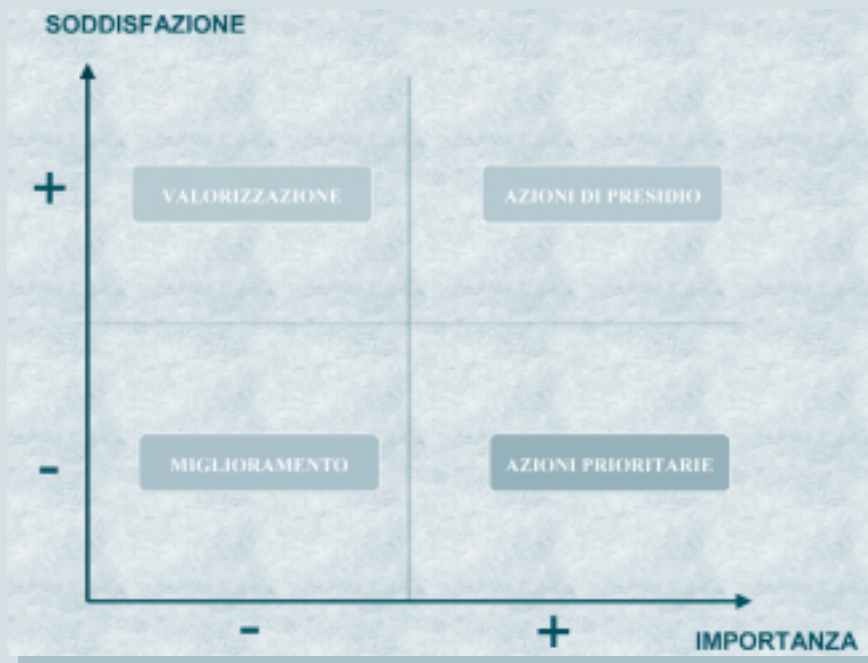 SODDISFAZIONE
+
VALORIZZAZIONE
AZIONI DI PRESIDIO
-
MIGLIORAMENTO
AZIONI PRIORITARIE
-
+
IMPORTANZA